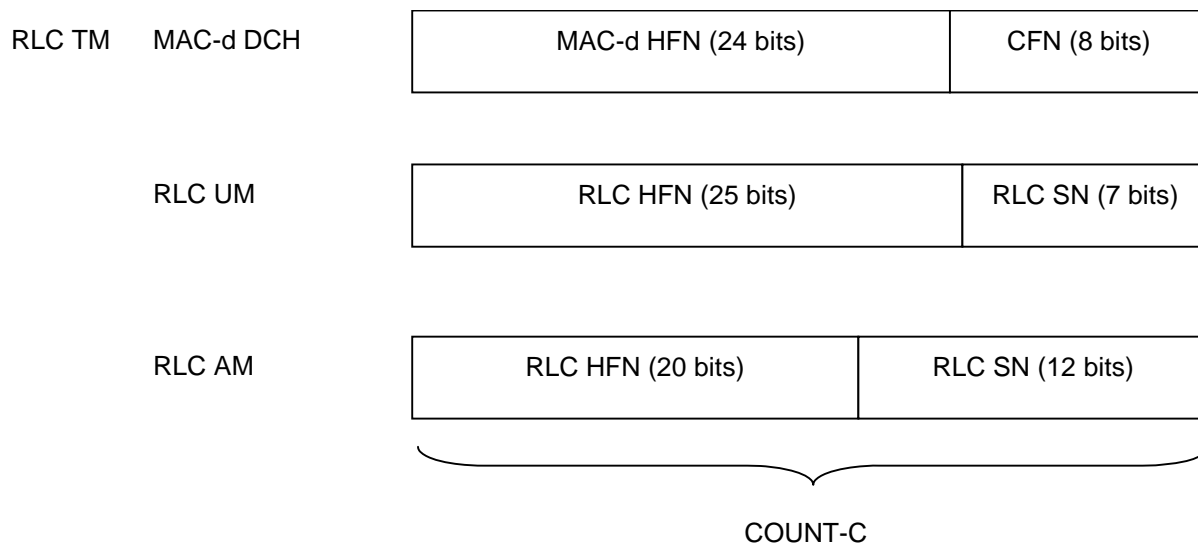 RLC TM MAC-d DCH MAC-d HFN (24 bits) CFN (8 bits)
RLC UM RLC HFN (25 bits) RLC SN (7 bits)
RLC AM RLC HFN (20 bits) RLC SN (12 bits)
COUNT-C